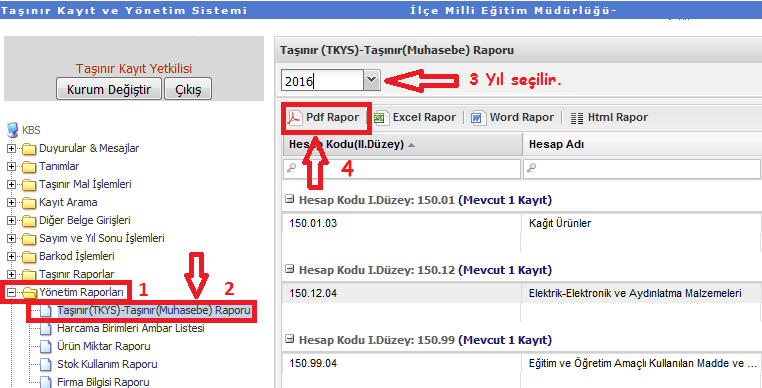 Taşınır Kayıt ve Yönetim Sistemi
İlçe Milli Eğitim Müdürlüğü-
Taşınır Kayıt Yetkilisi
Kurum Değiştir Çıkış
KBS
Duyurular & Mesajlar
Tanımlar
Taşınır Mal İşlemleri
Kayıt Arama
Diğer Belge Girişleri
Sayım ve Yıl Sonu İşlemleri
Barkod İşlemleri
Taşınır Raporlar
Yönetim Raporları 1 2
Taşınır(TKYS)-Taşınır(Muhasebe) Raporu
Harcama Birimleri Ambar Listesi
Ürün Miktar Raporu
Stok Kullanım Raporu
Firma Bilgisi Raporu
Taşınır (TKYS)-Taşınır(Muhasebe) Raporu
2016 3 Yıl seçilir.
Pdf Rapor Excel Rapor Word Rapor Html Rapor
Hesap Kodu(II.Düzey) Hesap Adı
4
Hesap Kodu I.Düzey: 150.01 (Mevcut 1 Kayıt)
150.01.03 Kağıt Ürünler
Hesap Kodu I.Düzey: 150.12 (Mevcut 1 Kayıt)
150.12.04 Elektrik-Elektronik ve Aydınlatma Malzemeleri
Hesap Kodu I.Düzey: 150.99 (Mevcut 1 Kayıt)
150.99.04 Eğitim ve Öğretim Amaçlı Kullanılan Madde ve ...